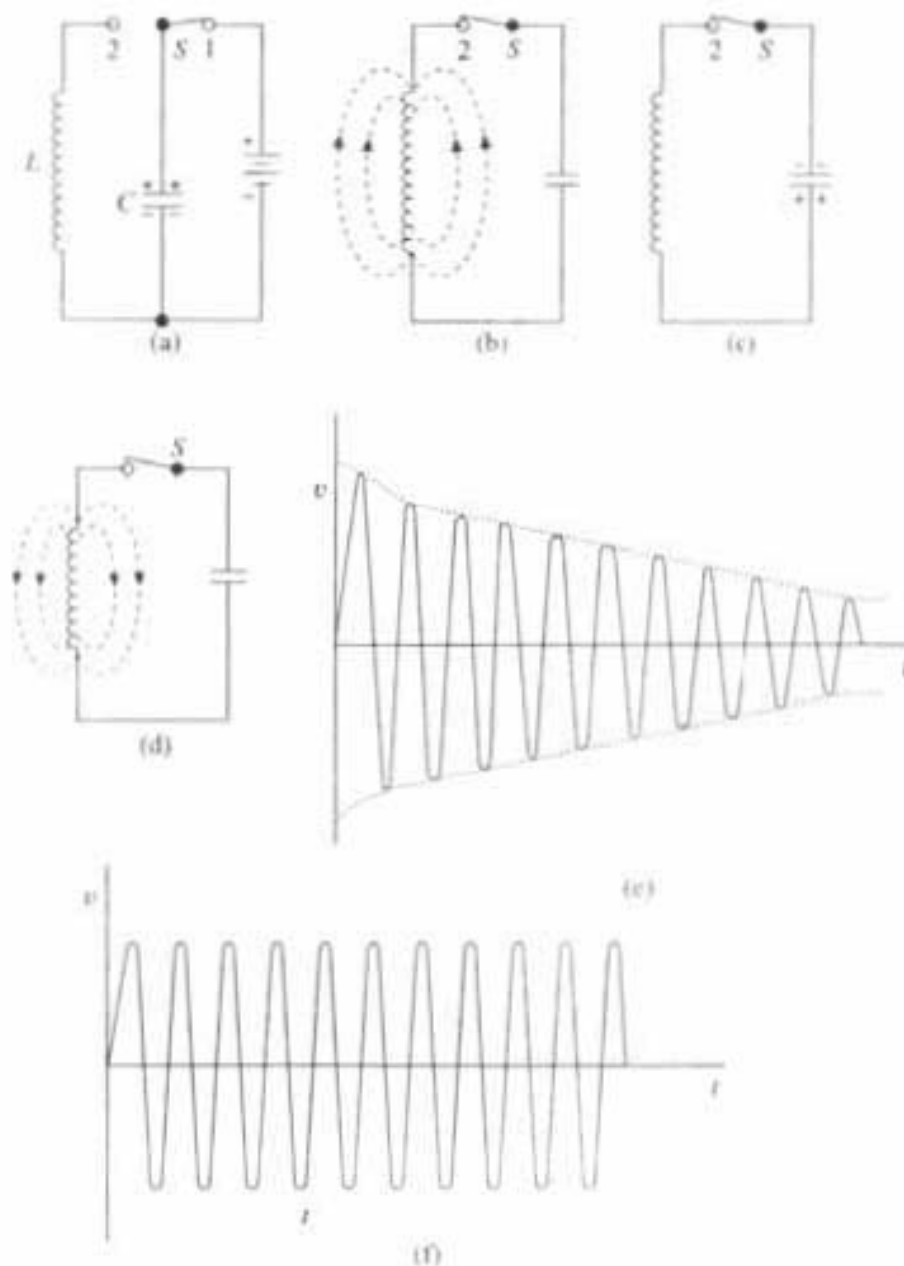 2 S 1 2 S 2 S
L
+ + + - -
C - + +
(a) (b) (c)
S
v
t
(d)
(e)
v
t
t
(f)